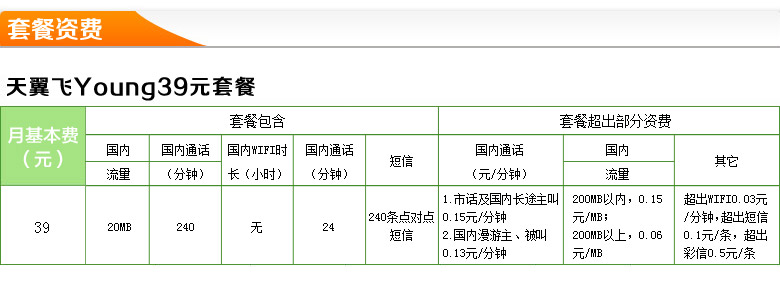 套餐资费
天翼飞Young39元套餐
月基本费
（元）
套餐包含
套餐超出部分资费
国内
流量
国内通话
（分钟）
国内WIFI时
长（小时）
国内通话
（分钟）
短信
国内通话
（元/分钟）
国内
流量
其它
39
20MB
240
无
24
240条点对点
短信
1.市话及国内长途主叫
0.15元/分钟
2.国内漫游主、被叫
0.13元/分钟
200MB以内，0.15
元/MB；
200MB以上，0.06
元/MB
超出WIFI0.03元
/分钟,超出短信
0.1元/条，超出
彩信0.5元/条